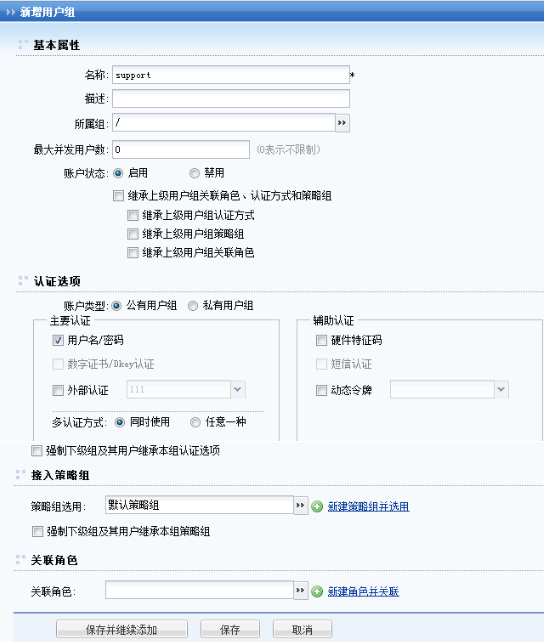 新增用户组
基本属性
名称: support *
描述:
所属组: /
最大并发用户数: 0 (0表示不限制)
账户状态: 启用 禁用
继承上级用户组关联角色、认证方式和策略组
继承上级用户组认证方式
继承上级用户组策略组
继承上级用户组关联角色
认证选项
账户类型: 公有用户组 私有用户组
主要认证 辅助认证
用户名/密码 硬件特征码
数字证书/Dkey认证 短信认证
外部认证 111 动态令牌
多认证方式: 同时使用 任意一种
强制下级组及其用户继承本组认证选项
接入策略组
策略组选用: 默认策略组 新建策略组并选用
强制下级组及其用户继承本组策略组
关联角色
关联角色: 新建角色并关联
保存并继续添加 保存 取消